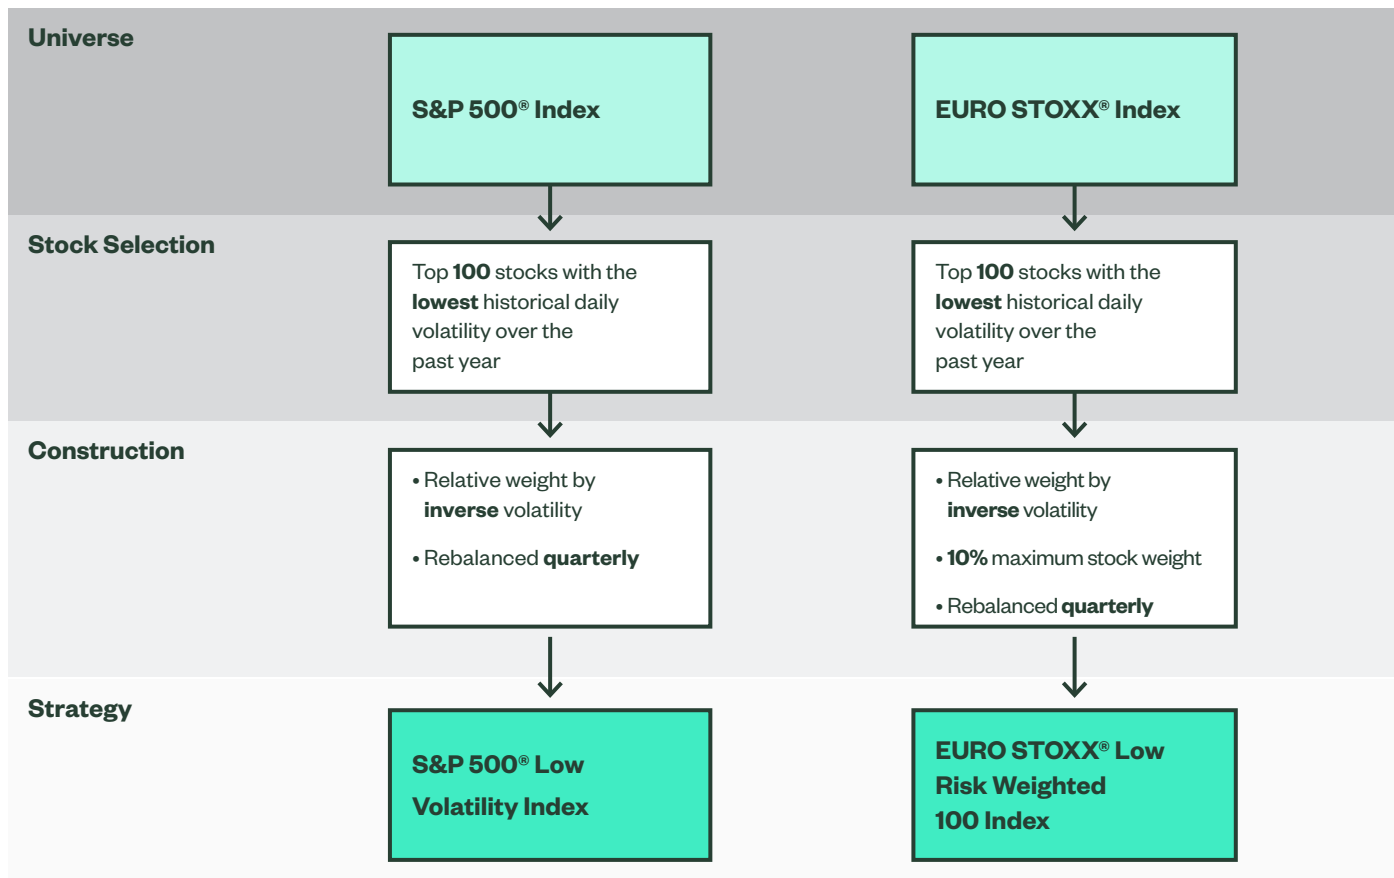 Universe
S&P 500® Index
EURO STOXX® Index
Stock Selection
Top 100 stocks with the
lowest historical daily
volatility over the
past year
Top 100 stocks with the
lowest historical daily
volatility over the
past year
Construction
• Relative weight by
inverse volatility
• Rebalanced quarterly
• Relative weight by
inverse volatility
• 10% maximum stock weight
• Rebalanced quarterly
Strategy
S&P 500® Low
Volatility Index
EURO STOXX® Low
Risk Weighted
100 Index